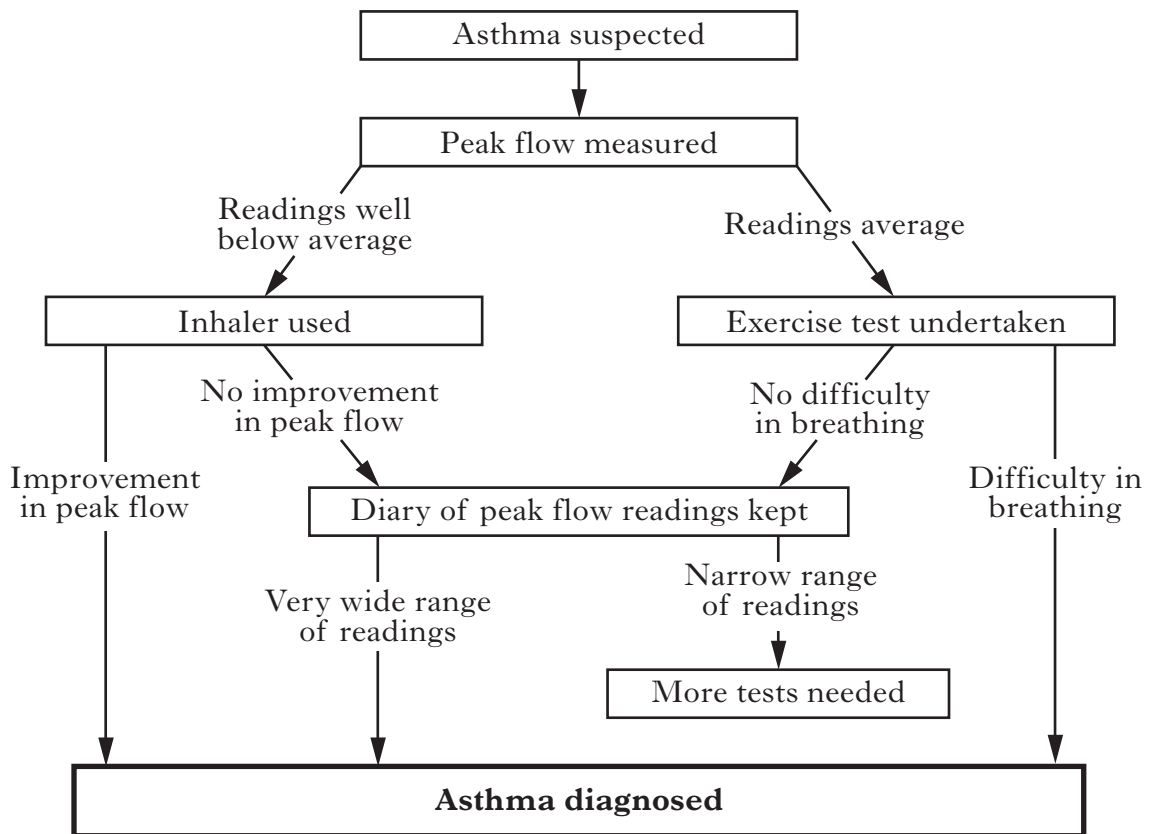 Asthma suspected
Peak flow measured
Readings well
below average
Readings average
Inhaler used
Exercise test undertaken
No improvement
in peak flow
No difficulty
in breathing
Improvement
in peak flow
Difficulty in
breathing
Diary of peak flow readings kept
Very wide range
of readings
Narrow range
of readings
More tests needed
Asthma diagnosed